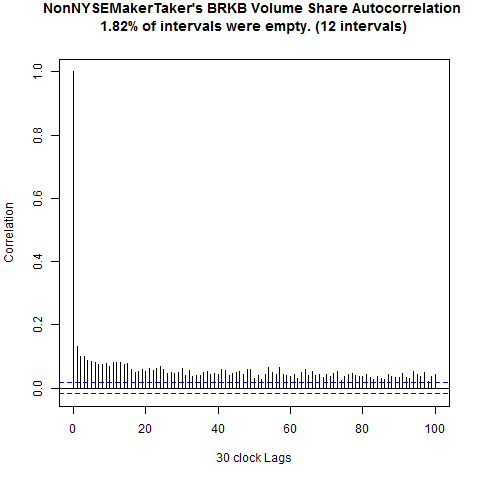 NonNYSEMakerTaker's BRKB Volume Share Autocorrelation
1.82% of intervals were empty. (12 intervals)
1.0
0.8
0.6
0.4
0.2
0.0
Correlation
0 20 40 60 80 100
30 clock Lags